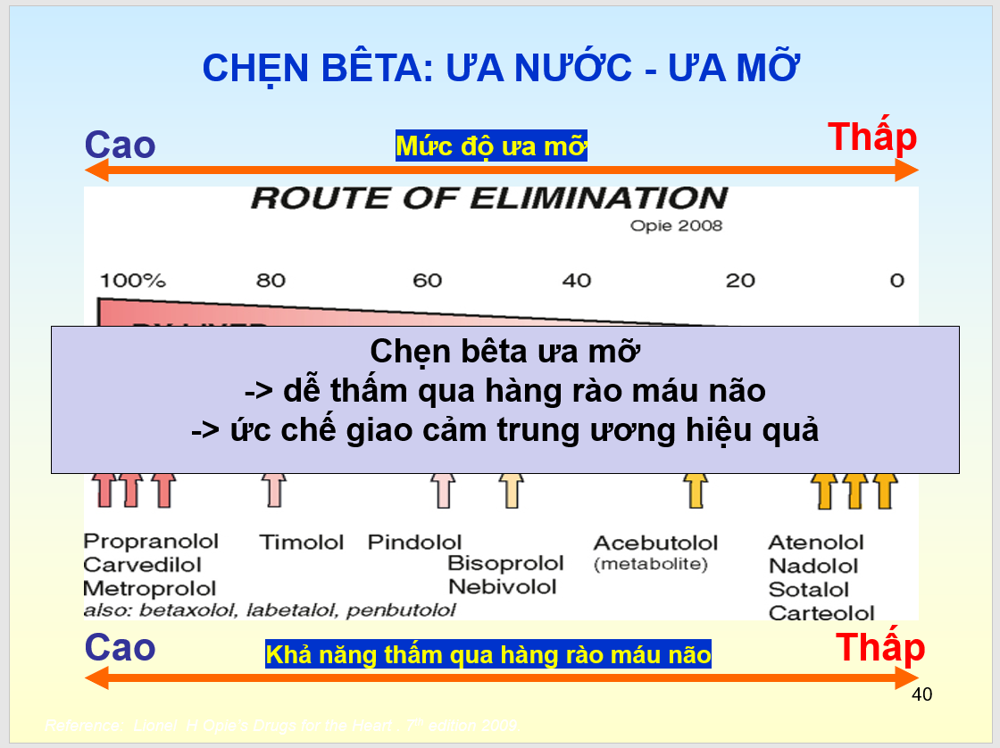 CHẸN BÊTA: ƯA NƯỚC - ƯA MỠ
Cao Mức độ ưa mỡ Thấp
ROUTE OF ELIMINATION
Opie 2008
100% 80 60 40 20 0
Chẹn bêta ưa mỡ
-> dễ thấm qua hàng rào máu não
-> ức chế giao cảm trung ương hiệu quả
Propranolol Timolol Pindolol Acebutolol Atenolol
Carvedilol Bisoprolol (metabolite) Nadolol
Metroprolol Nebivolol Sotalol
also: betaxolol, labetalol, penbutolol Carteolol
Cao Khả năng thấm qua hàng rào máu não Thấp
40
Reference: Lionel H Opie's Drugs for the Heart, 7th edition 2009.